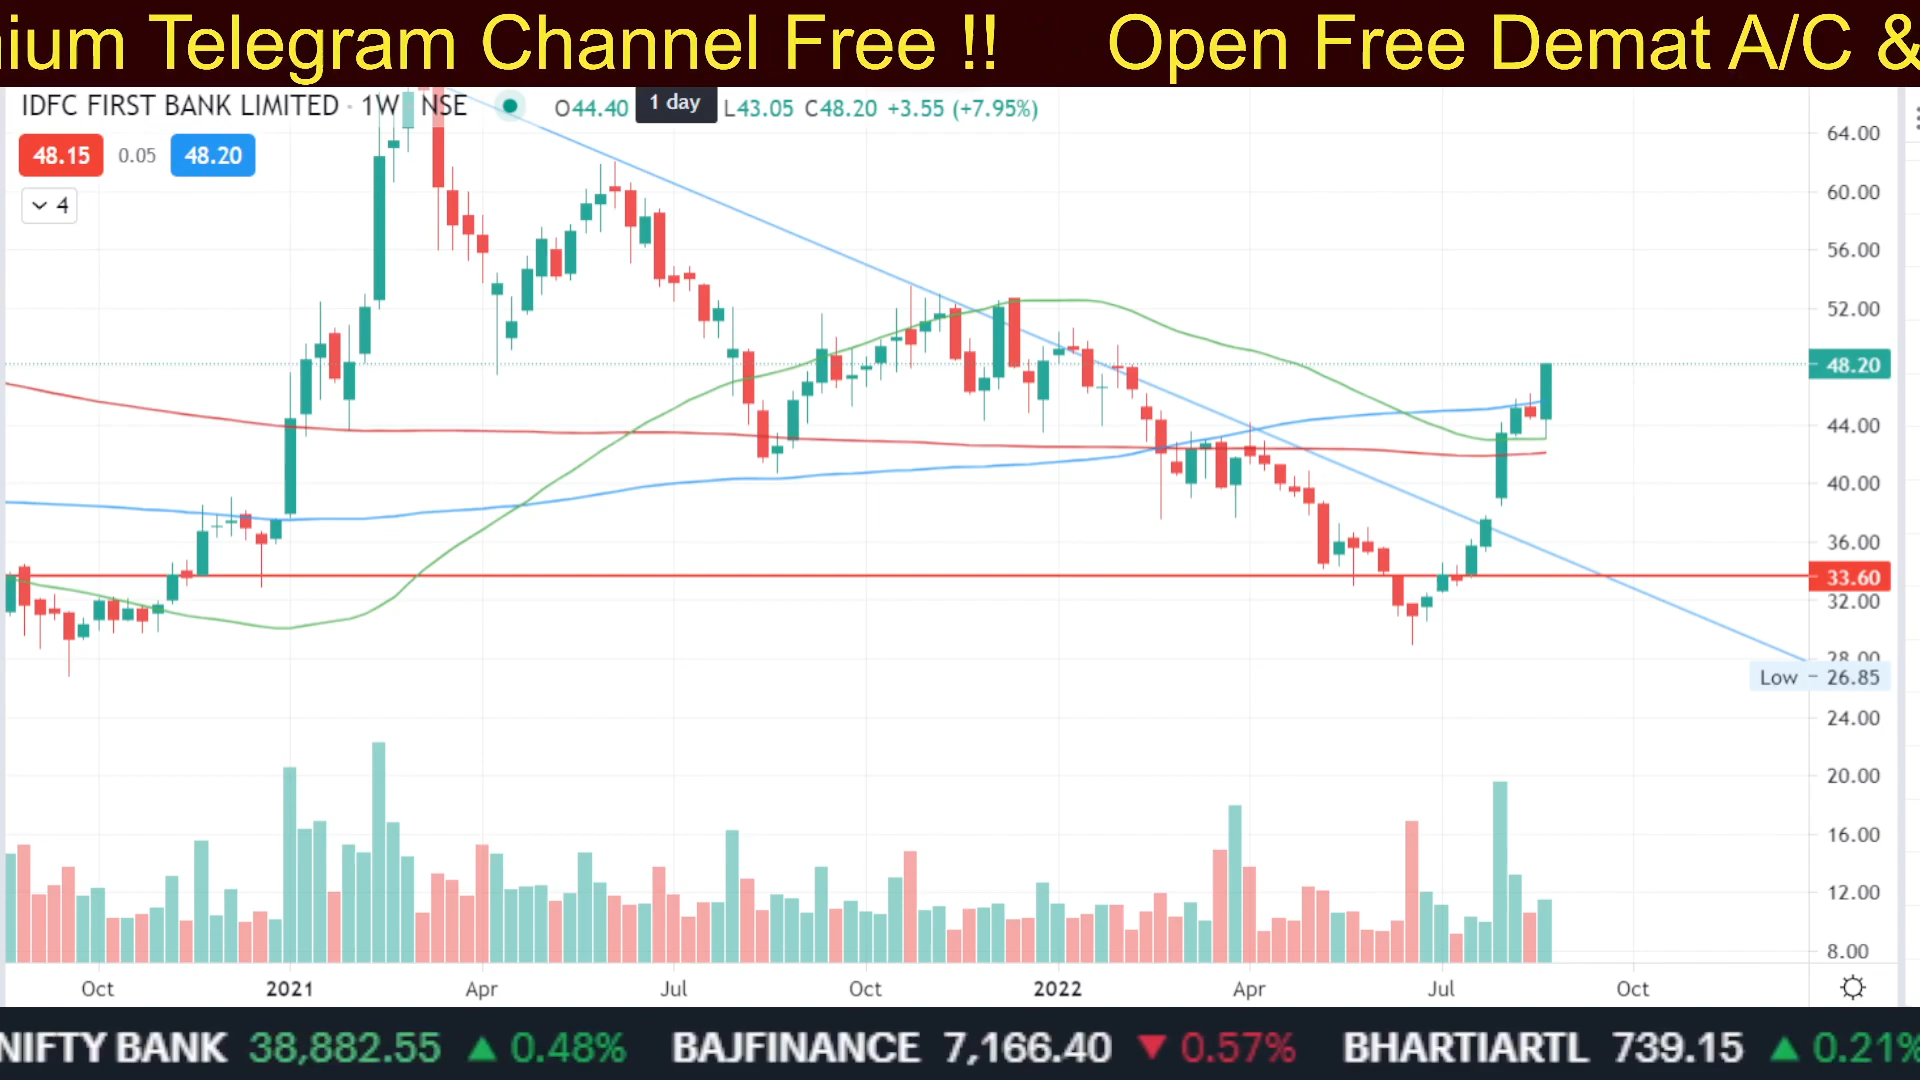 ium Telegram Channel Free !! Open Free Demat A/C &
IDFC FIRST BANK LIMITED · 1W NSE O44.40 1 day L43.05 C48.20 +3.55 (+7.95%)
48.15 0.05 48.20
4
64.00
60.00
56.00
52.00
48.20
44.00
40.00
36.00
33.60
32.00
28.00
Low 26.85
24.00
20.00
16.00
12.00
8.00
Oct 2021 Apr Jul Oct 2022 Apr Jul Oct
NIFTY BANK 38,882.55 ▲ 0.48% BAJFINANCE 7,166.40 ▼ 0.57% BHARTIARTL 739.15 ▲ 0.21%